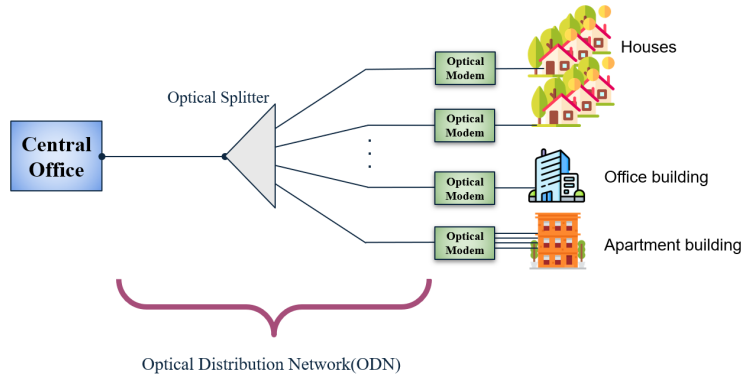 Houses
Optical
Modem
Optical Splitter
Optical
Modem
Central
Office
Optical
Modem
Office building
Optical
Modem
Apartment building
Optical Distribution Network(ODN)